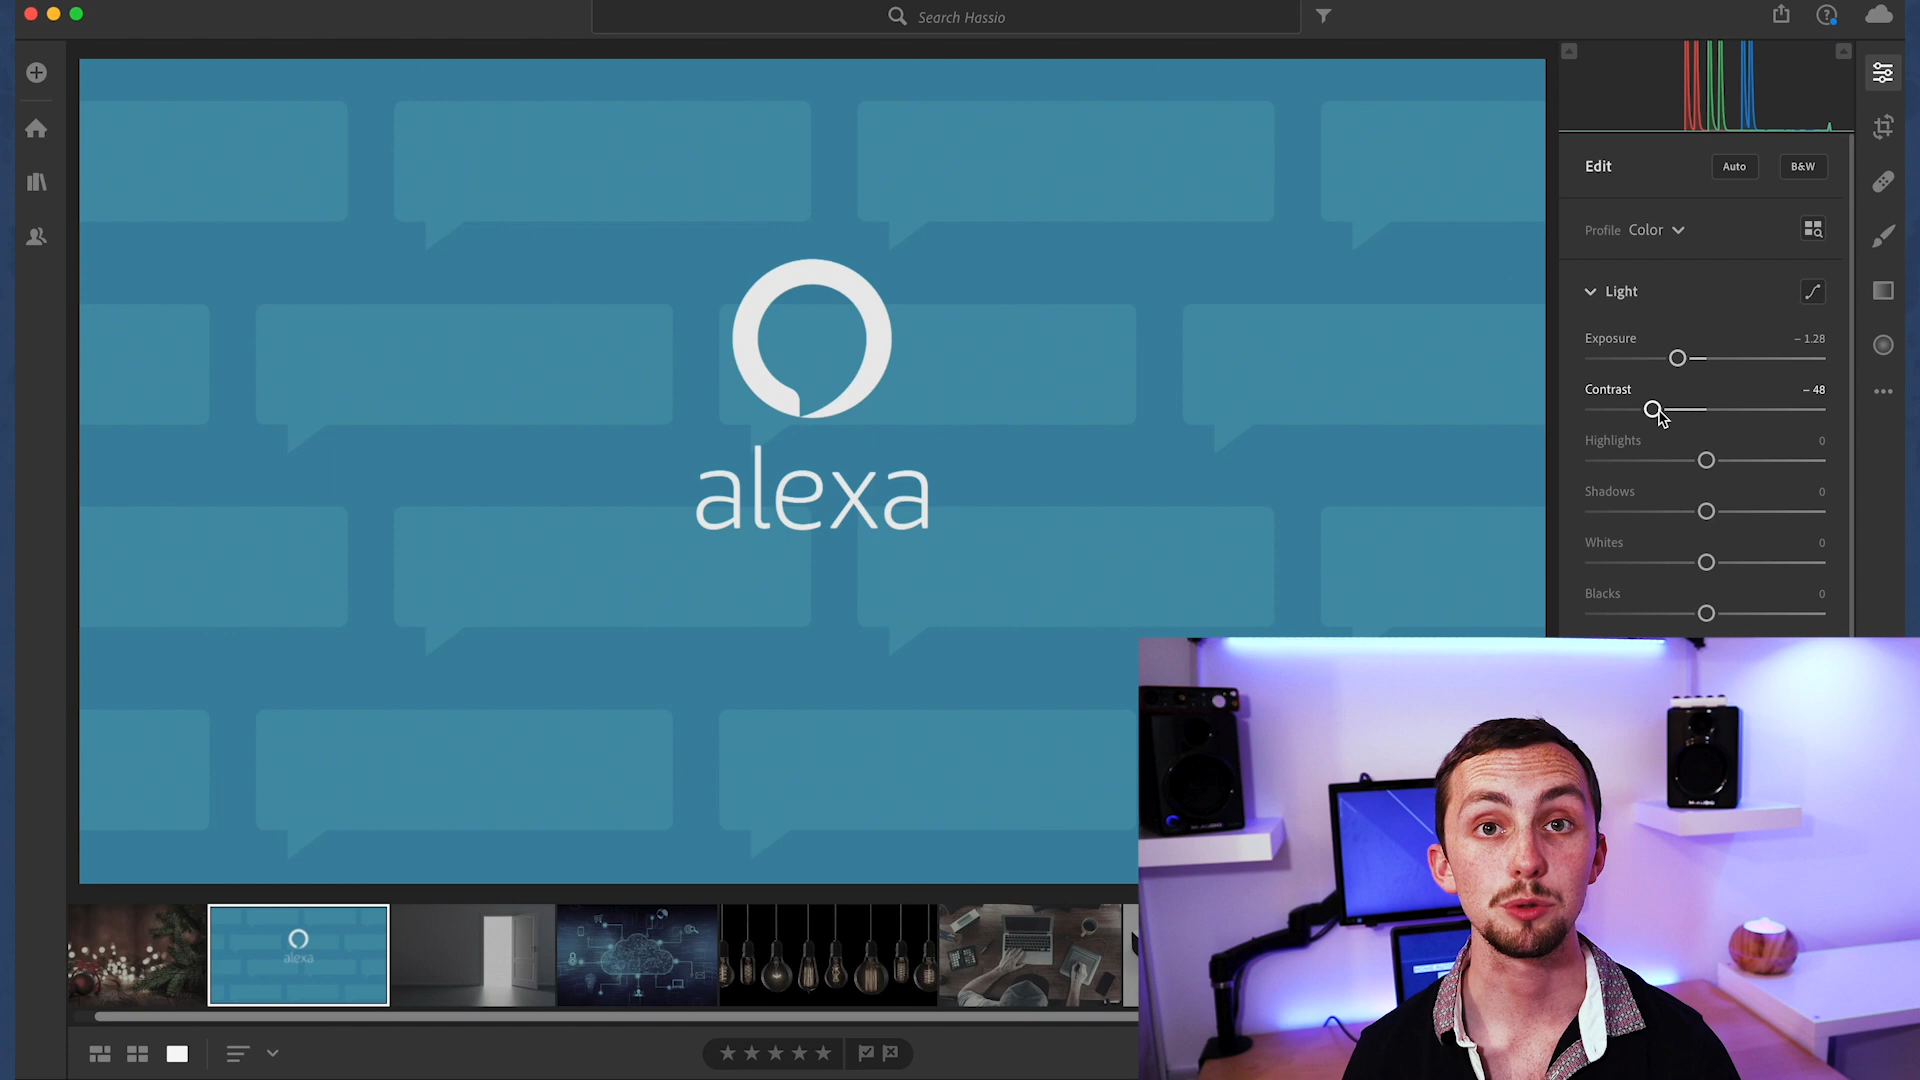 Search Hassio
Edit
Auto
B&W
Profile Color
Light
Exposure
– 1.28
Contrast
– 48
Highlights
0
Shadows
0
Whites
0
Blacks
0
alexa
alexa